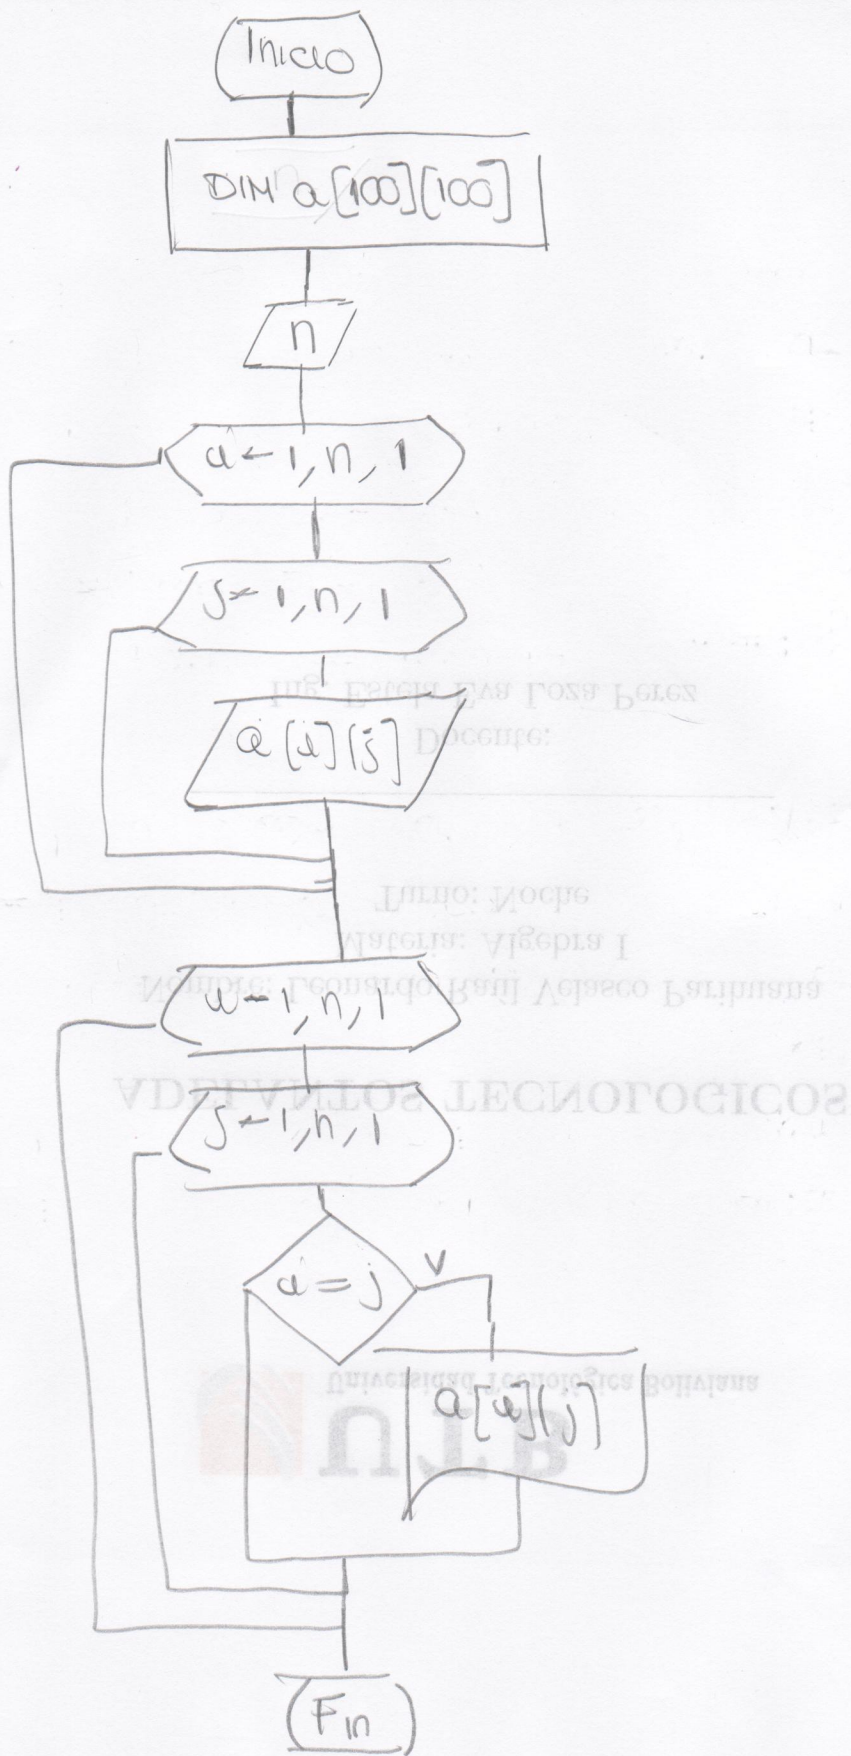 Inicio
DIM a[100][100]
n
i ← 1, n, 1
j ← 1, n, 1
a[i][j]
i ← 1, n, 1
j ← 1, n, 1
i = j
V
a[i][j]
Fin
Ing. Estela Eva Loza Perez
Docente:
Turno: Noche
Materia: Algebra I
Nombre: Leonardo Raúl Velasco Parihuana
ADELANTOS TECNOLOGICOS
Universidad Tecnológica Boliviana
UTB